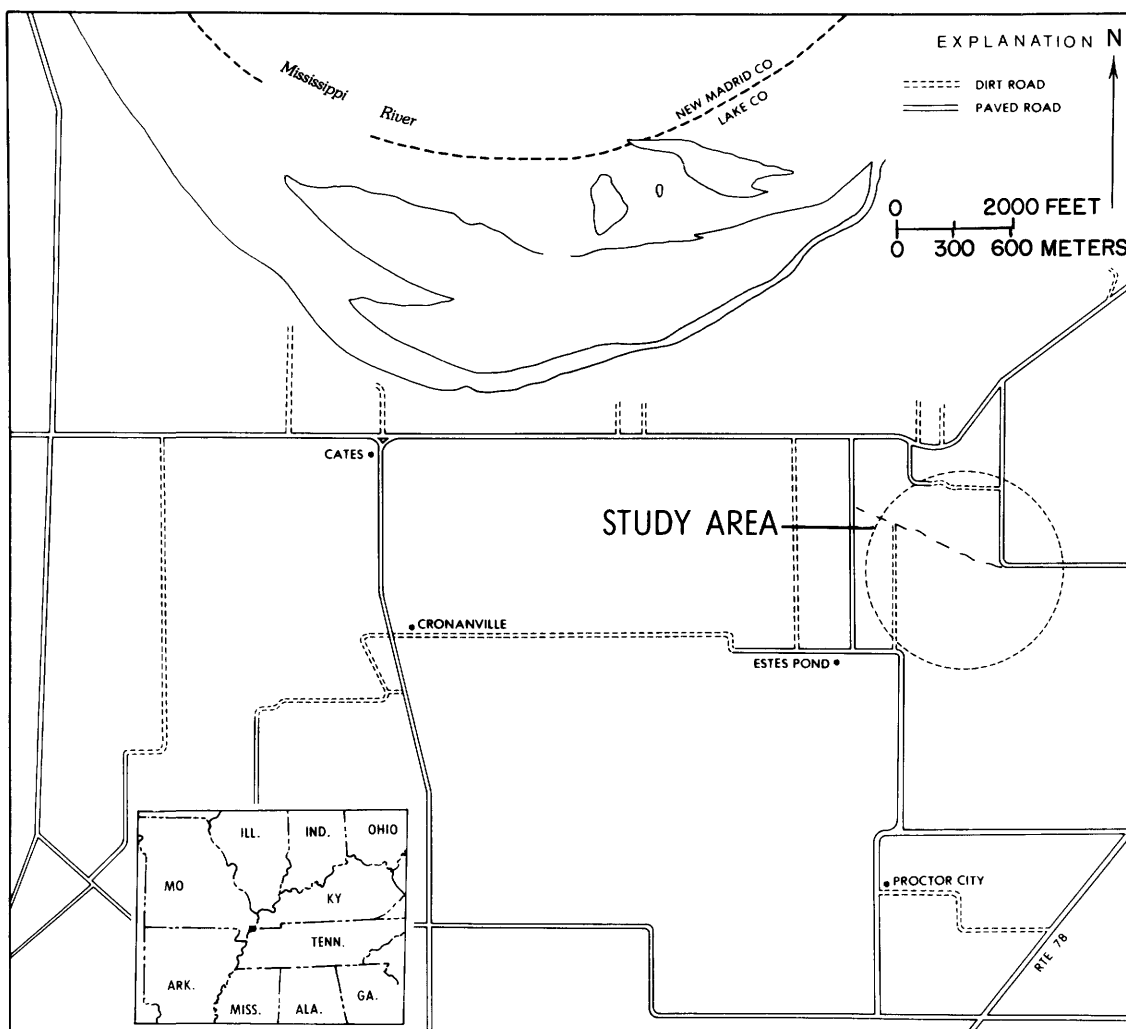 EXPLANATION N
DIRT ROAD
PAVED ROAD
Mississippi
River
NEW MADRID CO
LAKE CO
0 2000 FEET
0 300 600 METERS
CATES
STUDY AREA
CRONANVILLE
ESTES POND
PROCTOR CITY
RTE 78
ILL.
IND.
OHIO
MO
KY
TENN.
ARK.
MISS.
ALA.
GA.